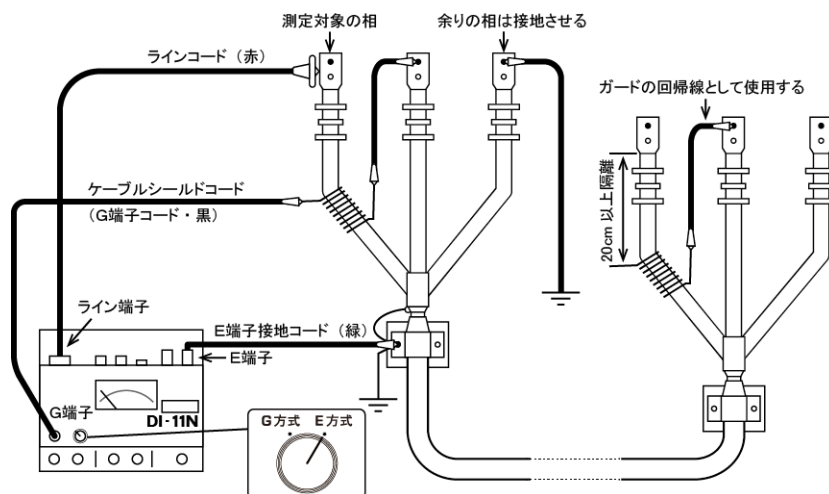 測定対象の相
余りの相は接地させる
ラインコード（赤）
ガードの回帰線として使用する
20cm 以上隔離
ケーブルシールドコード
（G端子コード・黒）
ライン端子
E端子接地コード（緑）
E端子
G端子
DI-11N
G方式 E方式